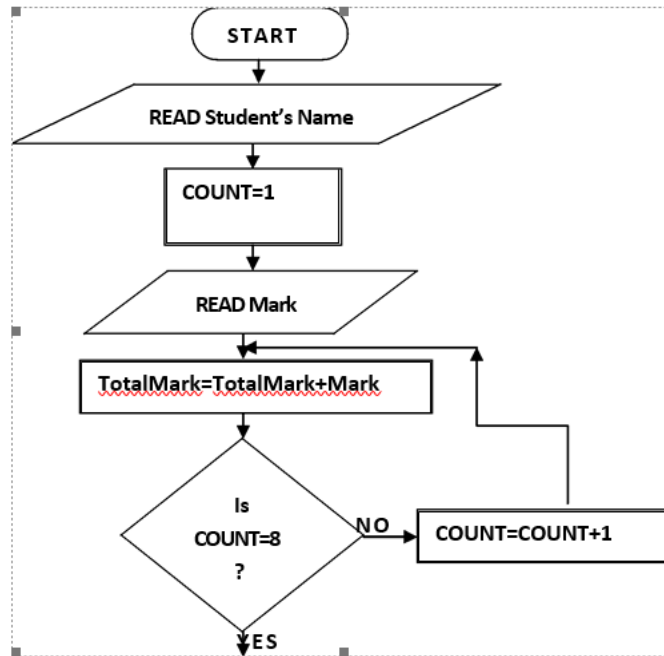 START
READ Student's Name
COUNT=1
READ Mark
TotalMark=TotalMark+Mark
Is
COUNT=8
?
NO
COUNT=COUNT+1
YES